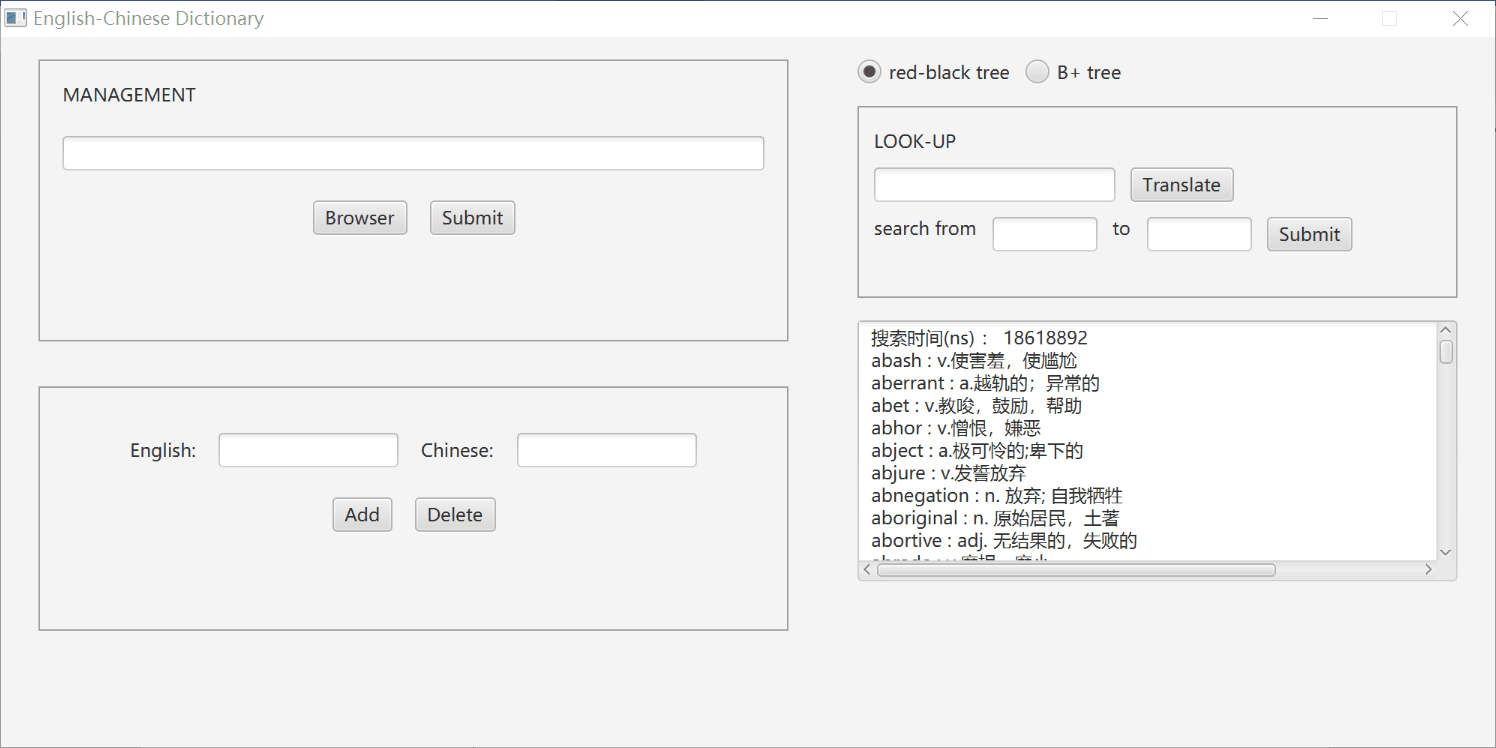 English-Chinese Dictionary
MANAGEMENT
Browser Submit
English: Chinese:
Add Delete
red-black tree B+ tree
LOOK-UP
Translate
search from to Submit
搜索时间(ns) ： 18618892
abash : v.使害羞，使尴尬
aberrant : a.越轨的；异常的
abet : v.教唆，鼓励，帮助
abhor : v.憎恨，嫌恶
abject : a.极可怜的;卑下的
abjure : v.发誓放弃
abnegation : n. 放弃; 自我牺牲
aboriginal : n. 原始居民，土著
abortive : adj. 无结果的，失败的